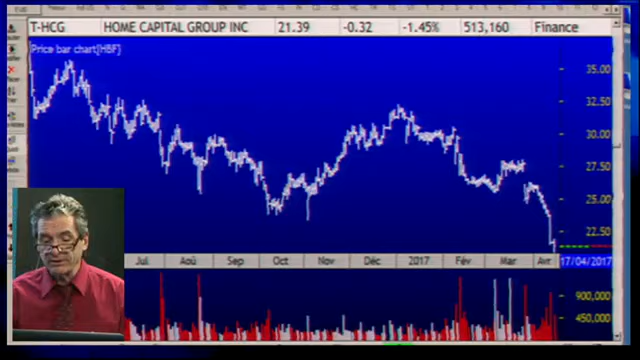 T-HCG HOME CAPITAL GROUP INC 21.39 -0.32 -1.45% 513,160 Finance
Price bar chart[HBF]
35.00
32.50
30.00
27.50
25.00
22.50
Jul Aoû Sep Oct Nov Déc 2017 Fév Mar Avr 17/04/2017
900,000
450,000